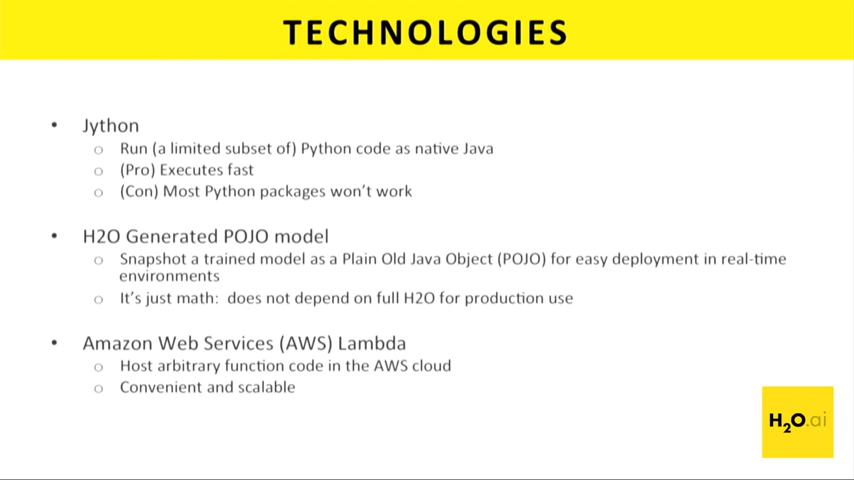 TECHNOLOGIES
• Jython
○ Run (a limited subset of) Python code as native Java
○ (Pro) Executes fast
○ (Con) Most Python packages won’t work
• H2O Generated POJO model
○ Snapshot a trained model as a Plain Old Java Object (POJO) for easy deployment in real-time
environments
○ It’s just math:  does not depend on full H2O for production use
• Amazon Web Services (AWS) Lambda
○ Host arbitrary function code in the AWS cloud
○ Convenient and scalable
H2O.ai